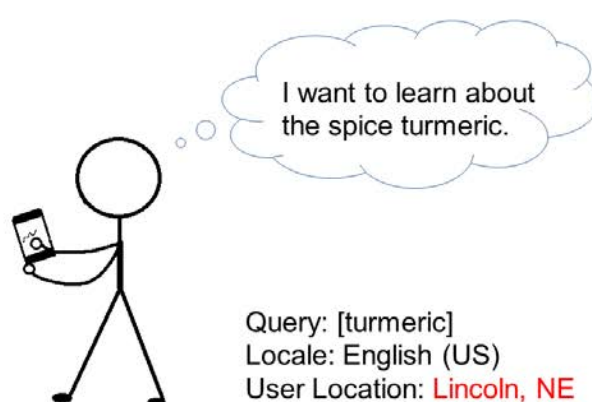 I want to learn about
the spice turmeric.
Query: [turmeric]
Locale: English (US)
User Location: Lincoln, NE